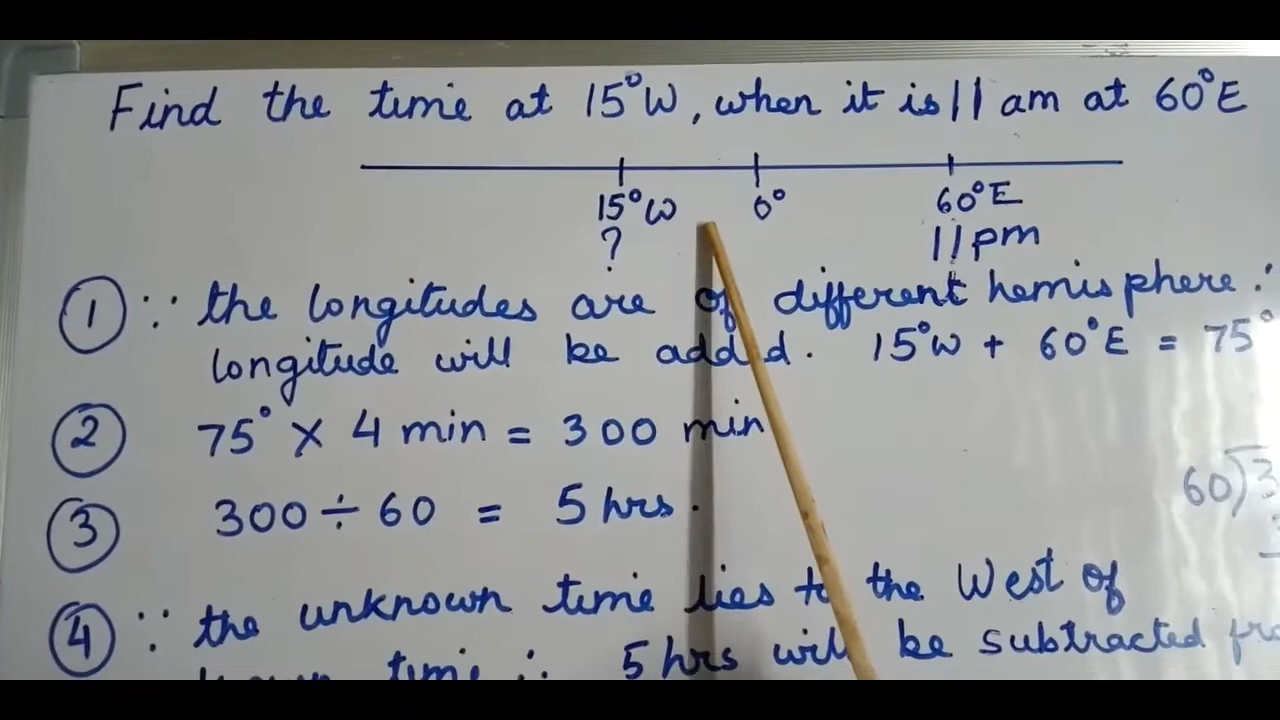 Find the time at 15°W, when it is 11 am at 60°E
15°W 0° 60°E
? 11pm
① ∵ the longitudes are of different hemisphere ∴
longitude will be added. 15°W + 60°E = 75°
② 75° × 4 min = 300 min
③ 300 ÷ 60 = 5 hrs.
60)3
④ ∵ the unknown time lies to the West of
time ∴ 5 hrs will be subtracted